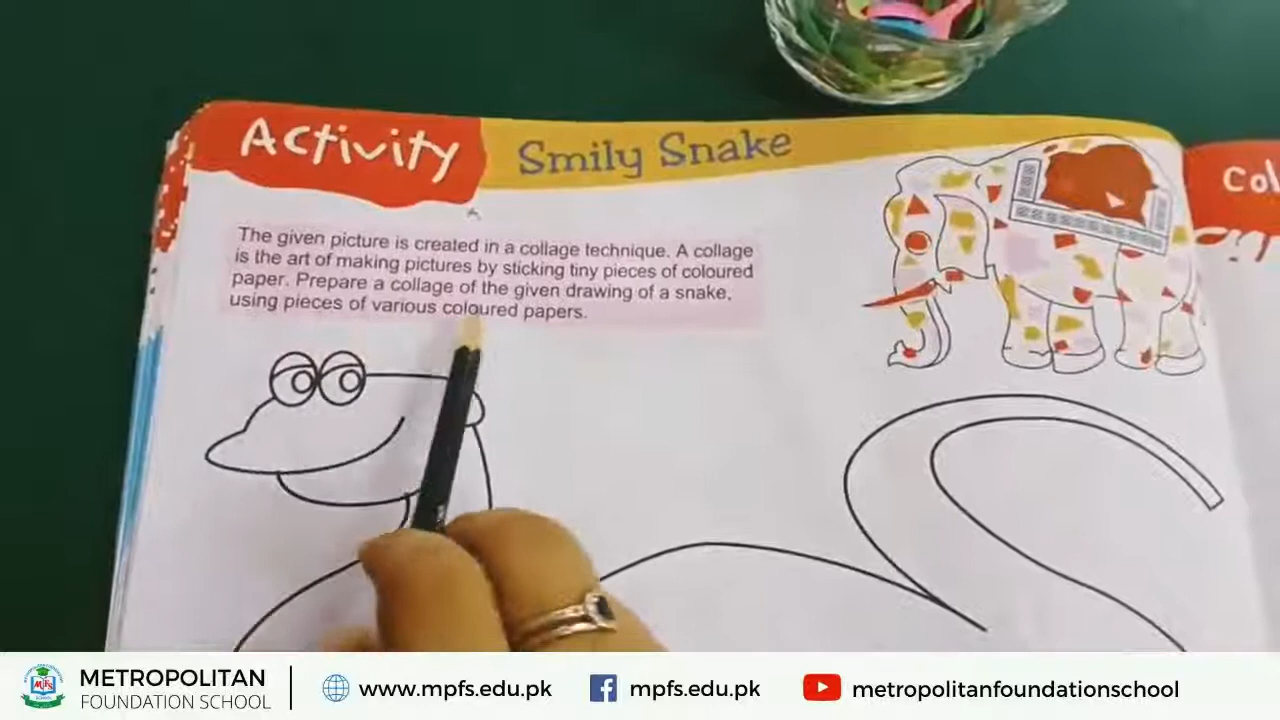 Activity
Smily Snake
Col
The given picture is created in a collage technique. A collage
is the art of making pictures by sticking tiny pieces of coloured
paper. Prepare a collage of the given drawing of a snake,
using pieces of various coloured papers.
METROPOLITAN
FOUNDATION SCHOOL
www.mpfs.edu.pk
mpfs.edu.pk
metropolitanfoundationschool